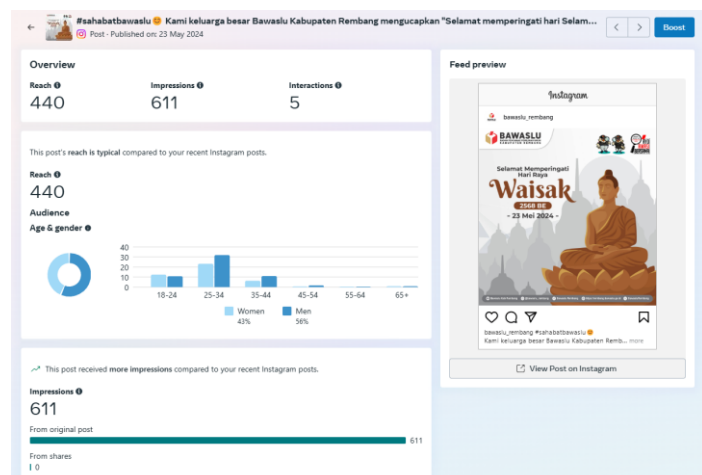 #sahabatbawaslu 😊 Kami keluarga besar Bawaslu Kabupaten Rembang mengucapkan "Selamat memperingati hari Selam...
Post · Published on: 23 May 2024
Boost
Overview
Reach
Impressions
Interactions
440
611
5
This post's reach is typical compared to your recent Instagram posts.
Reach
440
Audience
Age & gender
40
30
20
10
0
18-24 25-34 35-44 45-54 55-64 65+
Women Men
43% 56%
This post received more impressions compared to your recent Instagram posts.
Impressions
611
From original post
611
From shares
0
Feed preview
Instagram
bawaslu_rembang
BAWASLU
KABUPATEN REMBANG
Selamat Memperingati
Hari Raya
Waisak
2568 BE
- 23 Mei 2024 -
bawaslu_rembang #sahabatbawaslu 😊
Kami keluarga besar Bawaslu Kabupaten Remb... more
View Post on Instagram